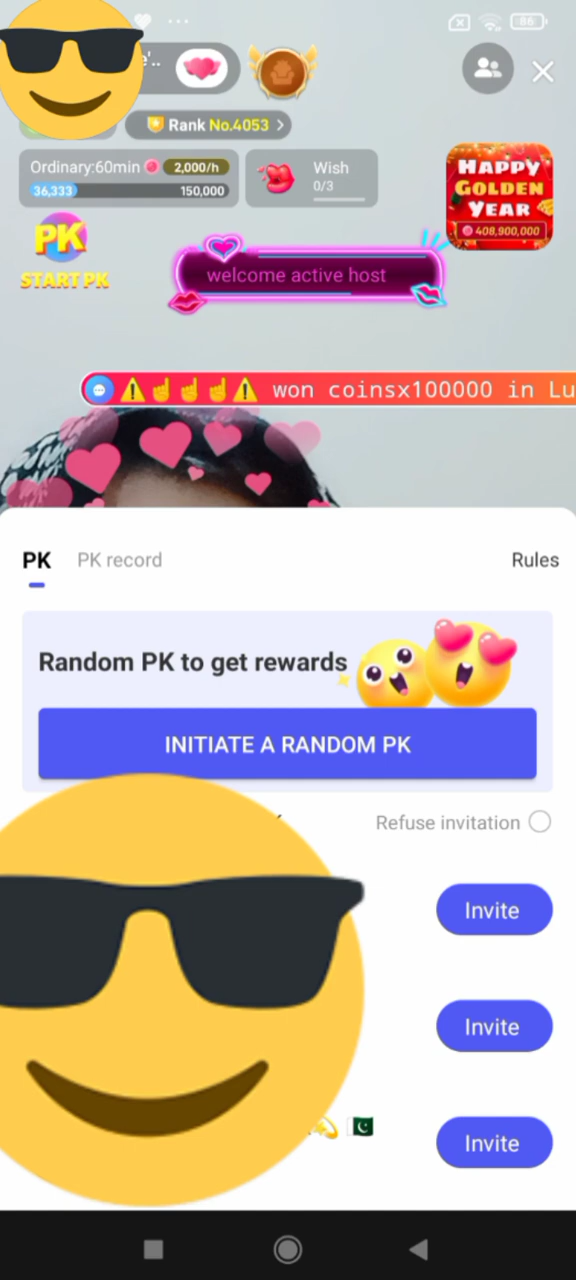 86
e'..
Rank No.4053 >
Ordinary:60min 2,000/h
36,333 150,000
Wish
0/3
HAPPY
GOLDEN
YEAR
408,900,000
PK
START PK
welcome active host
won coinsx100000 in Lu
PK
PK record
Rules
Random PK to get rewards
INITIATE A RANDOM PK
Refuse invitation
Invite
Invite
Invite